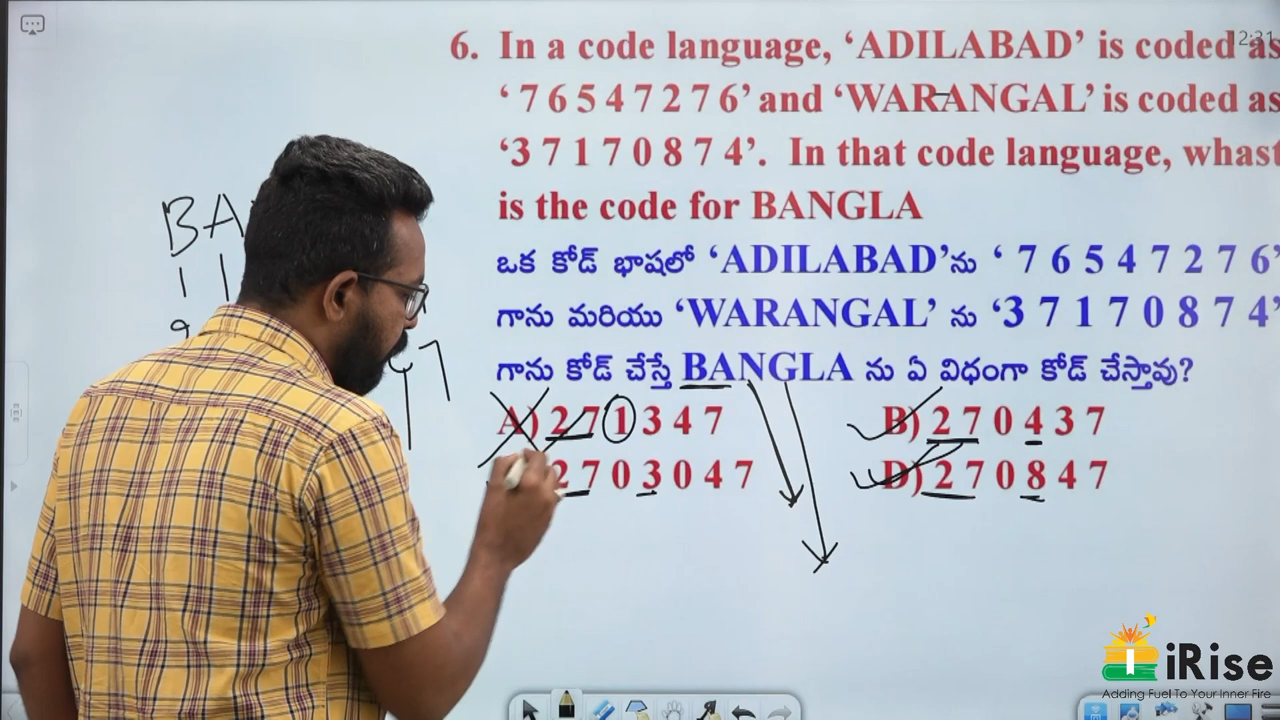 12:31
6. In a code language, ‘ADILABAD’ is coded as
‘ 7 6 5 4 7 2 7 6’ and ‘WARANGAL’ is coded as
‘3 7 1 7 0 8 7 4’. In that code language, whast
is the code for BANGLA
ఒక కోడ్ భాషలో ‘ADILABAD’ను ‘ 7 6 5 4 7 2 7 6’
గాను మరియు ‘WARANGAL’ ను ‘3 7 1 7 0 8 7 4’
గాను కోడ్ చేస్తే BANGLA ను ఏ విధంగా కోడ్ చేస్తావు?
A) 2 7 1 3 4 7 B) 2 7 0 4 3 7
2 7 0 3 0 4 7 D) 2 7 0 8 4 7
BA
47
iRise
Adding Fuel To Your Inner Fire